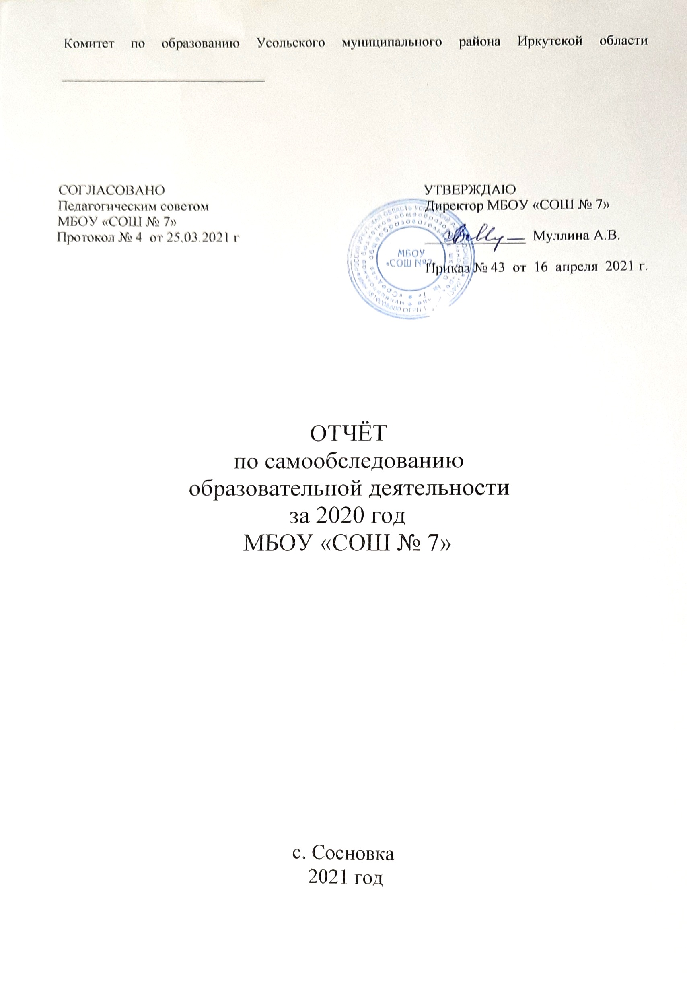 Комитет по образованию Усольского муниципального района Иркутской области
СОГЛАСОВАНО
Педагогическим советом
МБОУ «СОШ № 7»
Протокол № 4 от 25.03.2021 г
УТВЕРЖДАЮ
Директор МБОУ «СОШ № 7»
Муллина А.В.
Приказ № 43 от 16 апреля 2021 г.
МБОУ
«СОШ №7»
ОТЧЁТ
по самообследованию
образовательной деятельности
за 2020 год
МБОУ «СОШ № 7»
с. Сосновка
2021 год